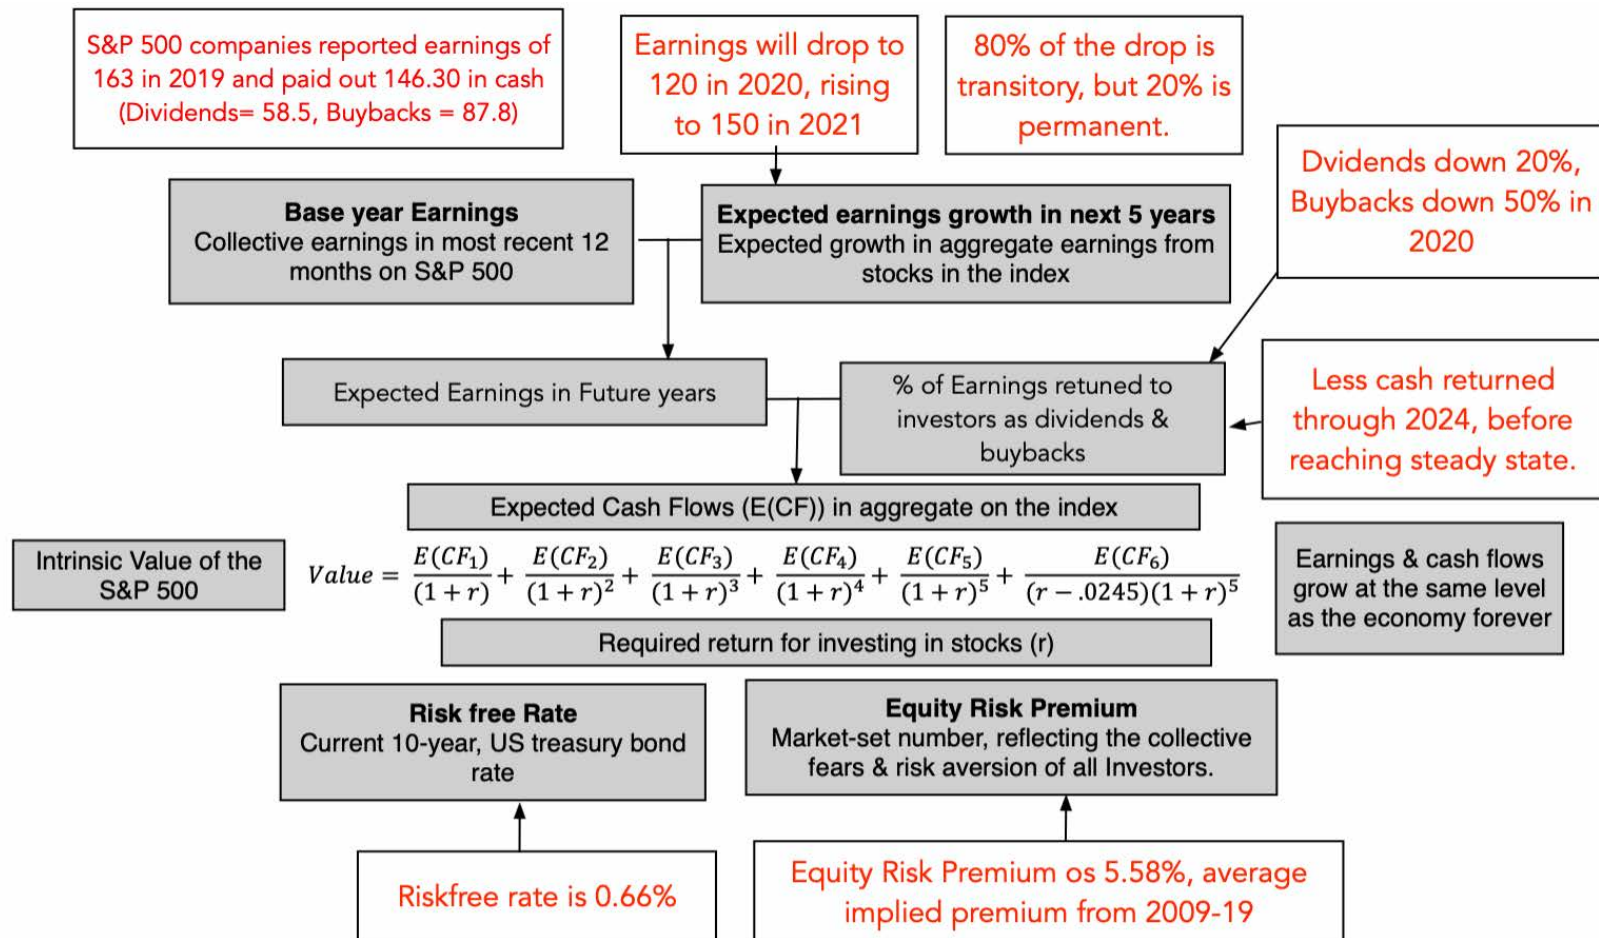 S&P 500 companies reported earnings of
163 in 2019 and paid out 146.30 in cash
(Dividends= 58.5, Buybacks = 87.8)
Earnings will drop to
120 in 2020, rising
to 150 in 2021
80% of the drop is
transitory, but 20% is
permanent.
Dvidends down 20%,
Buybacks down 50% in
2020
Base year Earnings
Collective earnings in most recent 12
months on S&P 500
Expected earnings growth in next 5 years
Expected growth in aggregate earnings from
stocks in the index
Expected Earnings in Future years
% of Earnings retuned to
investors as dividends &
buybacks
Less cash returned
through 2024, before
reaching steady state.
Expected Cash Flows (E(CF)) in aggregate on the index
Intrinsic Value of the
S&P 500
Value = E(CF₁)/(1 + r) + E(CF₂)/(1 + r)² + E(CF₃)/(1 + r)³ + E(CF₄)/(1 + r)⁴ + E(CF₅)/(1 + r)⁵ + E(CF₆)/(r − .0245)(1 + r)⁵
Earnings & cash flows
grow at the same level
as the economy forever
Required return for investing in stocks (r)
Risk free Rate
Current 10-year, US treasury bond
rate
Equity Risk Premium
Market-set number, reflecting the collective
fears & risk aversion of all Investors.
Riskfree rate is 0.66%
Equity Risk Premium os 5.58%, average
implied premium from 2009-19